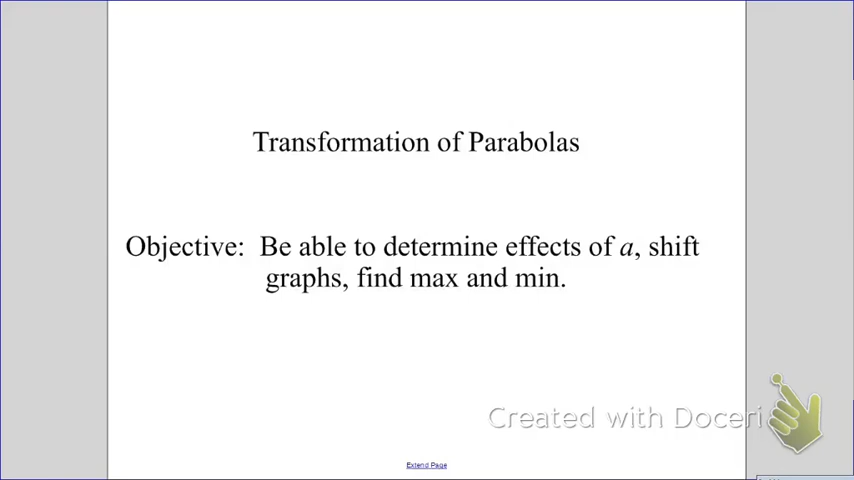 Transformation of Parabolas
Objective: Be able to determine effects of a, shift
graphs, find max and min.
Created with Doceri
Extend Page